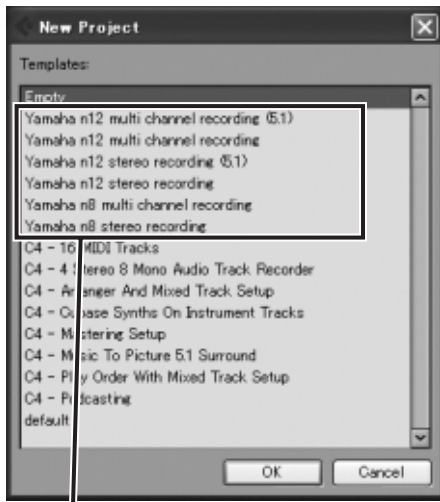 New Project
Templates:
Empty
Yamaha n12 multi channel recording (5.1)
Yamaha n12 multi channel recording
Yamaha n12 stereo recording (5.1)
Yamaha n12 stereo recording
Yamaha n8 multi channel recording
Yamaha n8 stereo recording
C4 - 16 MIDI Tracks
C4 - 4 Stereo 8 Mono Audio Track Recorder
C4 - Arranger And Mixed Track Setup
C4 - Cubase Synths On Instrument Tracks
C4 - Mastering Setup
C4 - Music To Picture 5.1 Surround
C4 - Play Order With Mixed Track Setup
C4 - Podcasting
default
OK Cancel